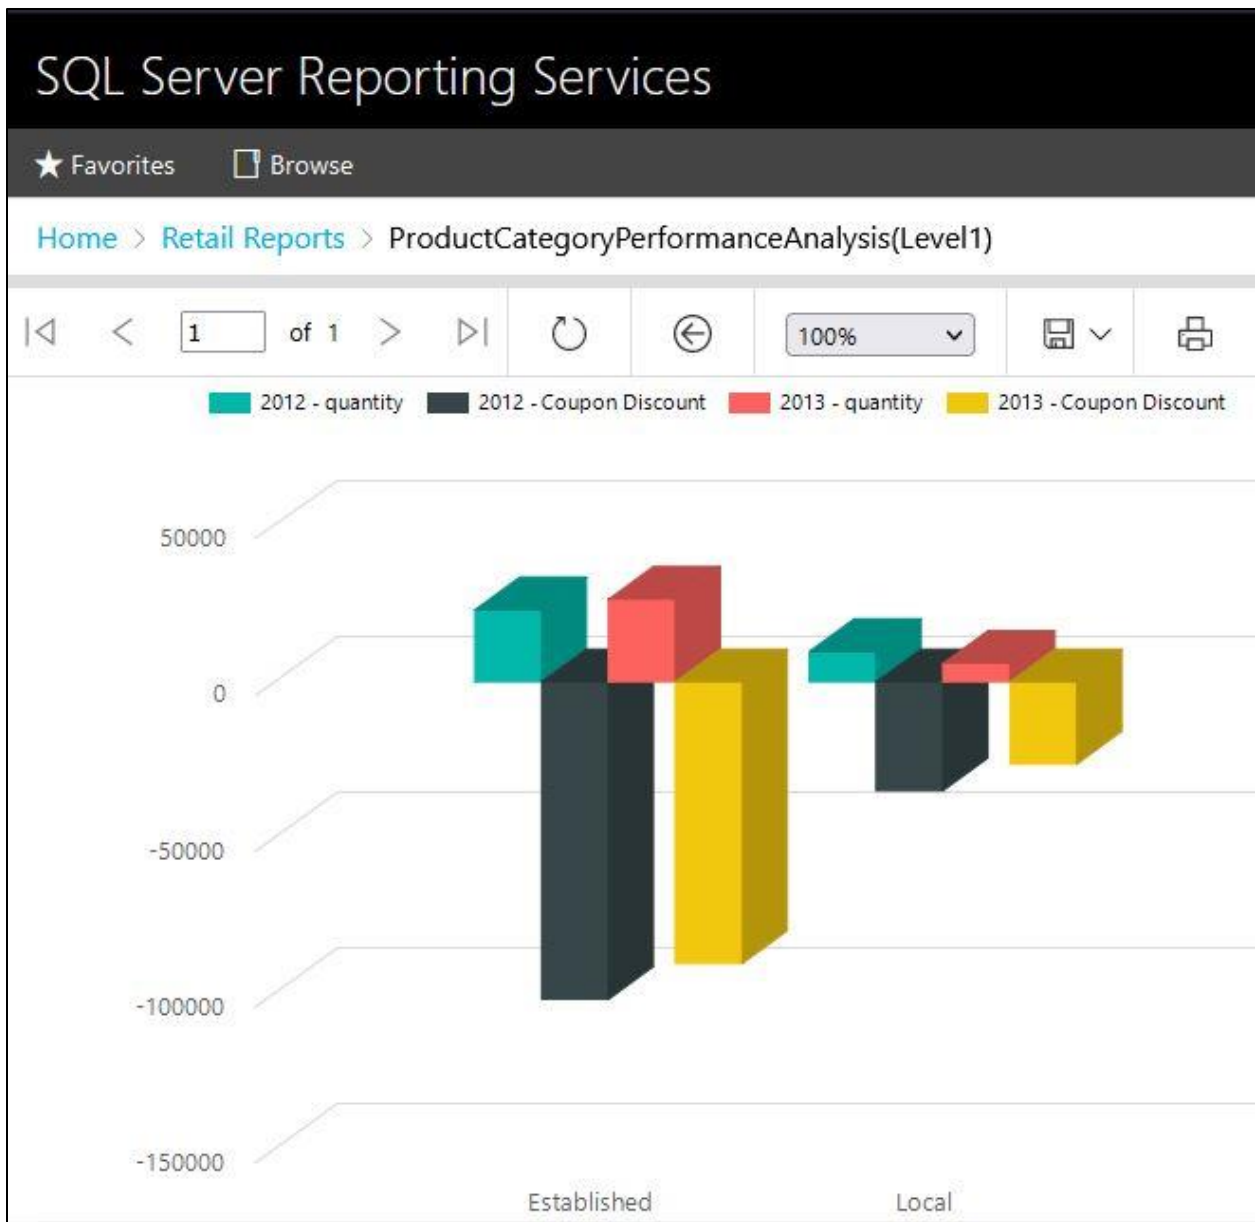 SQL Server Reporting Services
Favorites Browse
Home > Retail Reports > ProductCategoryPerformanceAnalysis(Level1)
1 of 1 100%
2012 - quantity 2012 - Coupon Discount 2013 - quantity 2013 - Coupon Discount
50000
0
-50000
-100000
-150000
Established Local